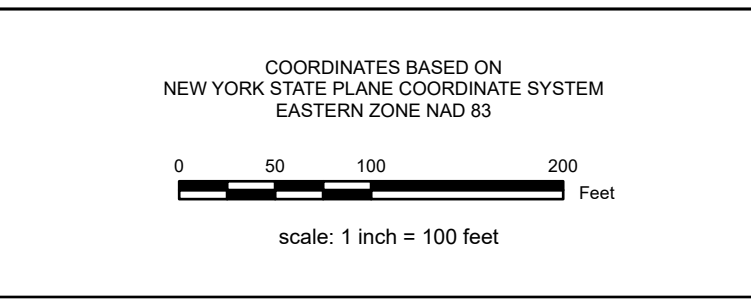 COORDINATES BASED ON
NEW YORK STATE PLANE COORDINATE SYSTEM
EASTERN ZONE NAD 83
0 50 100 200
Feet
scale: 1 inch = 100 feet